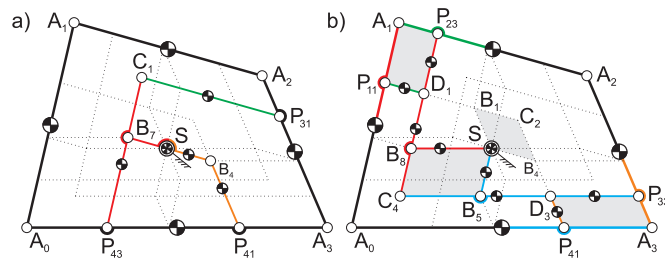 a)
A₁
C₁
A₂
P₃₁
B₇
S
B₄
A₀
P₄₃
P₄₁
A₃
b)
A₁
P₂₃
A₂
P₁₁
D₁
B₁
C₂
S
B₈
B₄
C₄
B₅
D₃
P₃₃
A₀
P₄₁
A₃